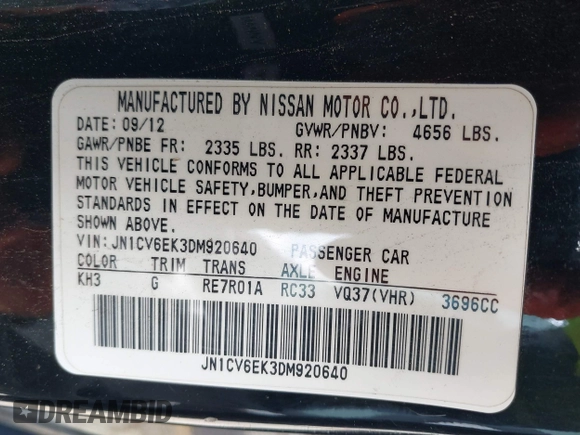 MANUFACTURED BY NISSAN MOTOR CO.,LTD.
DATE: 09/12 GVWR/PNBV: 4656 LBS.
GAWR/PNBE FR: 2335 LBS. RR: 2337 LBS.
THIS VEHICLE CONFORMS TO ALL APPLICABLE FEDERAL
MOTOR VEHICLE SAFETY,BUMPER,AND THEFT PREVENTION
STANDARDS IN EFFECT ON THE DATE OF MANUFACTURE
SHOWN ABOVE.
VIN:JN1CV6EK3DM920640 PASSENGER CAR
COLOR TRIM TRANS AXLE ENGINE
KH3 G RE7R01A RC33 VQ37(VHR) 3696CC
JN1CV6EK3DM920640
DREAMBID